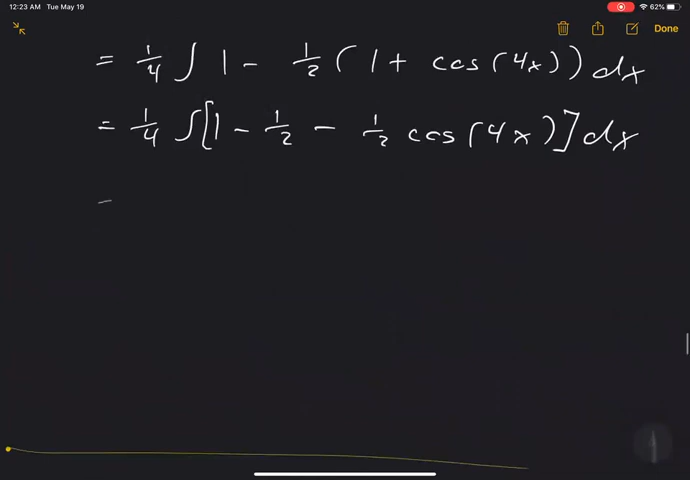 12:23 AM Tue May 19 62%
Done
= 1/4 ∫ 1 - 1/2 ( 1 + cos(4x)) dx
= 1/4 ∫ [1 - 1/2 - 1/2 cos(4x)] dx